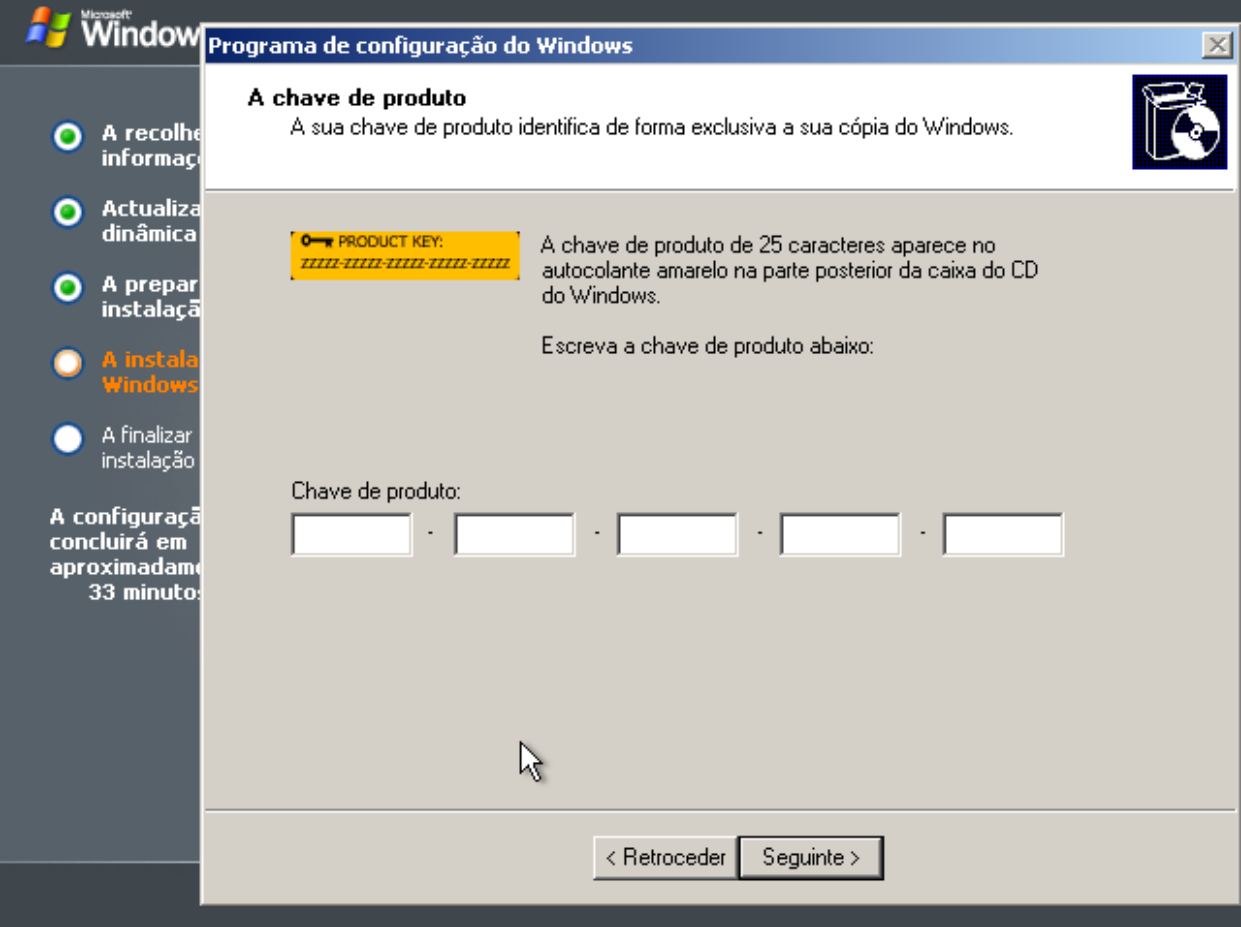 Microsoft
Window
Programa de configuração do Windows
A chave de produto
A sua chave de produto identifica de forma exclusiva a sua cópia do Windows.
A recolhe
informaç
Actualiza
dinâmica
A prepar
instalaçã
A instala
Windows
A finalizar
instalação
A configuraçã
concluirá em
aproximadame
33 minutos
PRODUCT KEY:
ZZZZZ-ZZZZZ-ZZZZZ-ZZZZZ-ZZZZZ
A chave de produto de 25 caracteres aparece no
autocolante amarelo na parte posterior da caixa do CD
do Windows.
Escreva a chave de produto abaixo:
Chave de produto:
- - - -
< Retroceder
Seguinte >